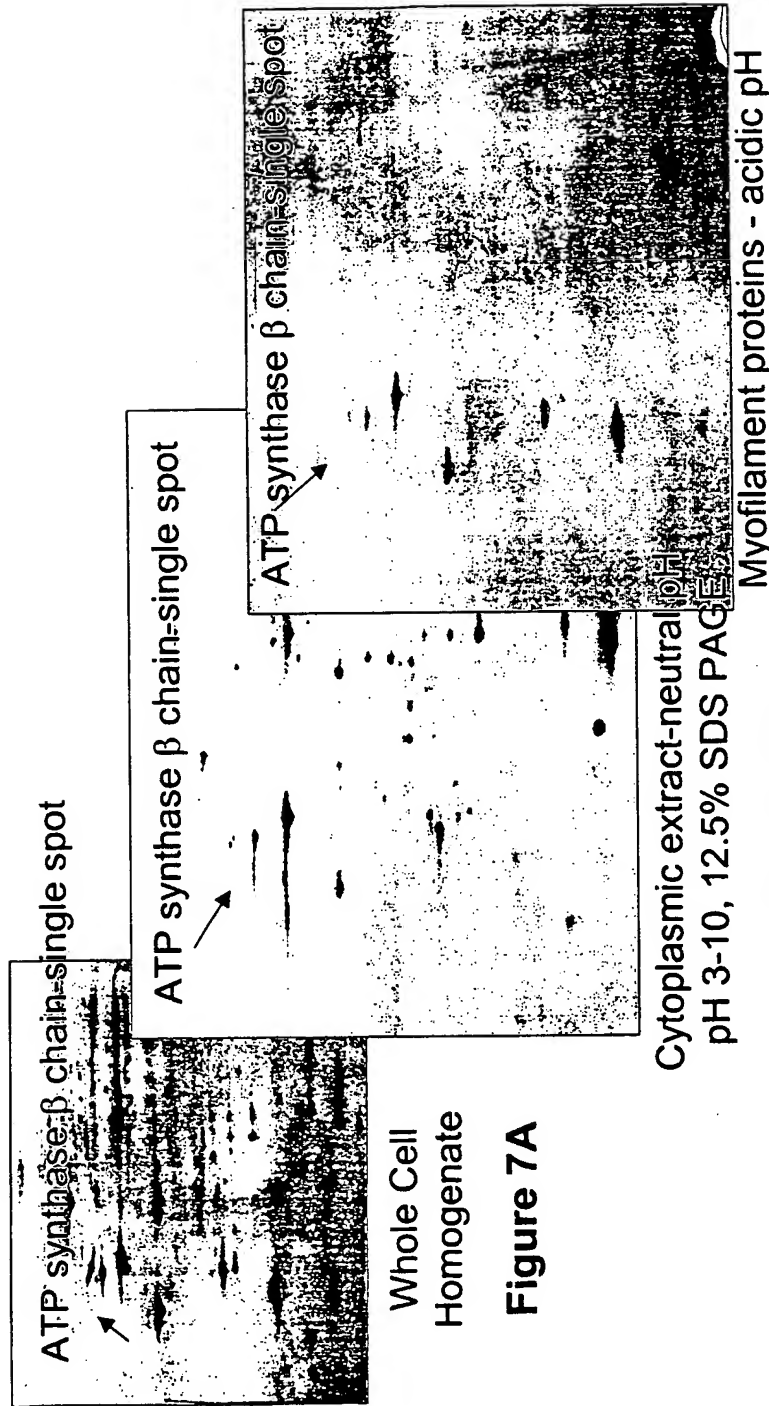 ATP synthase-β chain-single spot
Whole Cell
Homogenate
Figure 7A
ATP synthase β chain-single spot
Cytoplasmic extract-neutral pH
pH 3-10, 12.5% SDS PAGE
ATP synthase β chain-single spot
Myofilament proteins - acidic pH